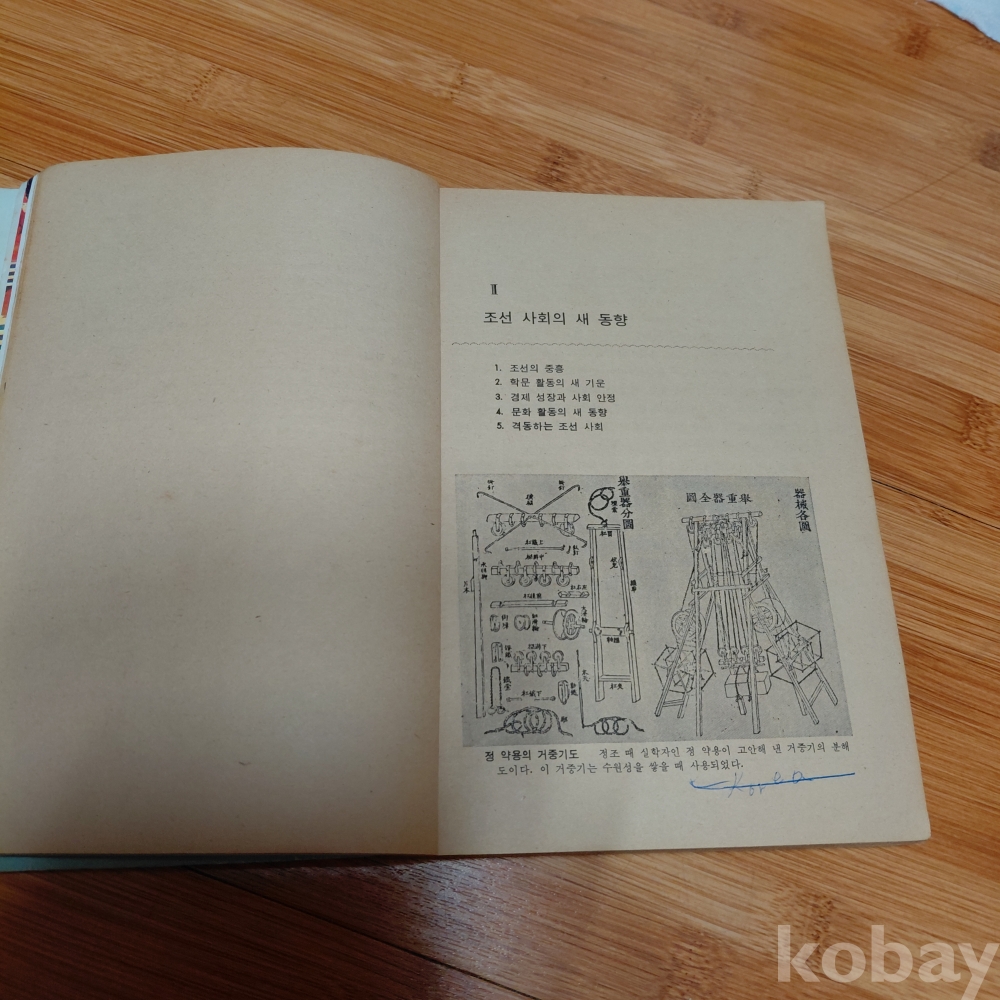 II
조선 사회의 새 동향
1. 조선의 중흥
2. 학문 활동의 새 기운
3. 경제 성장과 사회 안정
4. 문화 활동의 새 동향
5. 격동하는 조선 사회
擧重器分圖
擧重器全圖
器械各圖
정 약용의 거중기도 정조 때 실학자인 정 약용이 고안해 낸 거중기의 분해
도이다. 이 거중기는 수원성을 쌓을 때 사용되었다.
Korea
kobay